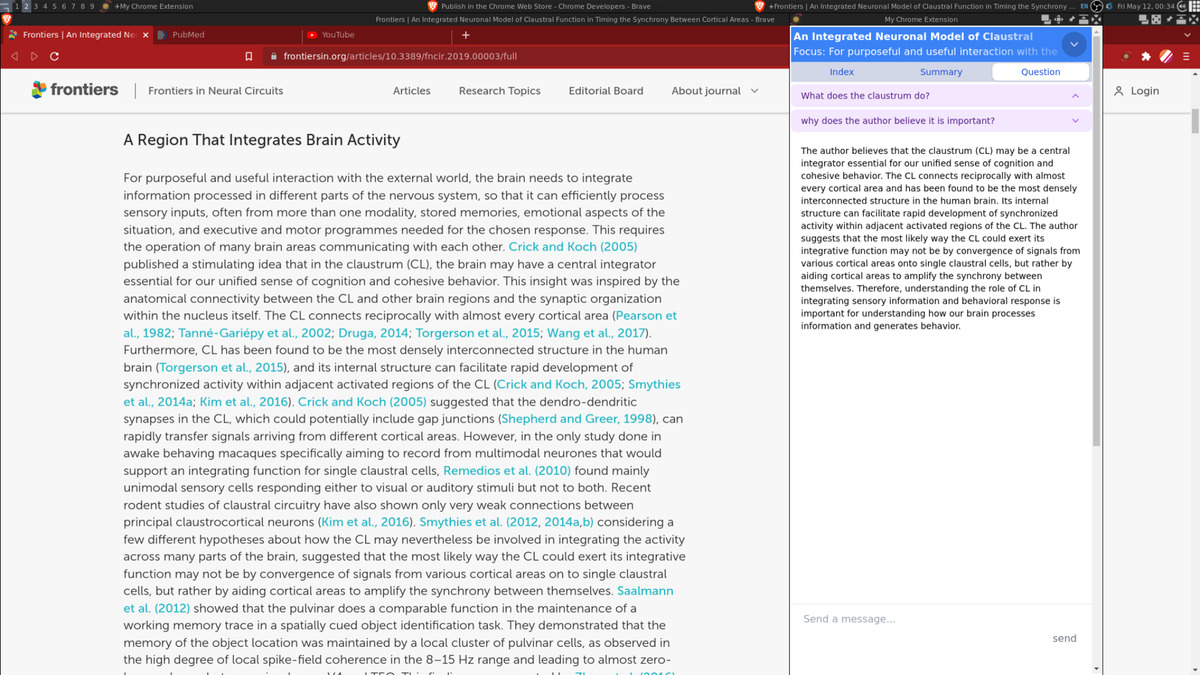 1 2 3 4 5 6 7 8 9 +My Chrome Extension
Publish in the Chrome Web Store - Chrome Developers - Brave
+Frontiers | An Integrated Neuronal Model of Claustral Function in Timing the Synchrony ...
EN
Fri May 12, 00:34
Frontiers | An Integrated Neuronal Model of Claustral Function in Timing the Synchrony Between Cortical Areas - Brave
My Chrome Extension
Frontiers | An Integrated Neu
PubMed
YouTube
frontiersin.org/articles/10.3389/fncir.2019.00003/full
frontiers
Frontiers in Neural Circuits
Articles
Research Topics
Editorial Board
About journal
Login
A Region That Integrates Brain Activity
For purposeful and useful interaction with the external world, the brain needs to integrate
information processed in different parts of the nervous system, so that it can efficiently process
sensory inputs, often from more than one modality, stored memories, emotional aspects of the
situation, and executive and motor programmes needed for the chosen response. This requires
the operation of many brain areas communicating with each other. Crick and Koch (2005)
published a stimulating idea that in the claustrum (CL), the brain may have a central integrator
essential for our unified sense of cognition and cohesive behavior. This insight was inspired by the
anatomical connectivity between the CL and other brain regions and the synaptic organization
within the nucleus itself. The CL connects reciprocally with almost every cortical area (Pearson et
al., 1982; Tanné-Gariépy et al., 2002; Druga, 2014; Torgerson et al., 2015; Wang et al., 2017).
Furthermore, CL has been found to be the most densely interconnected structure in the human
brain (Torgerson et al., 2015), and its internal structure can facilitate rapid development of
synchronized activity within adjacent activated regions of the CL (Crick and Koch, 2005; Smythies
et al., 2014a; Kim et al., 2016). Crick and Koch (2005) suggested that the dendro-dendritic
synapses in the CL, which could potentially include gap junctions (Shepherd and Greer, 1998), can
rapidly transfer signals arriving from different cortical areas. However, in the only study done in
awake behaving macaques specifically aiming to record from multimodal neurones that would
support an integrating function for single claustral cells, Remedios et al. (2010) found mainly
unimodal sensory cells responding either to visual or auditory stimuli but not to both. Recent
rodent studies of claustral circuitry have also shown only very weak connections between
principal claustrocortical neurons (Kim et al., 2016). Smythies et al. (2012, 2014a,b) considering a
few different hypotheses about how the CL may nevertheless be involved in integrating the activity
across many parts of the brain, suggested that the most likely way the CL could exert its integrative
function may not be by convergence of signals from various cortical areas on to single claustral
cells, but rather by aiding cortical areas to amplify the synchrony between themselves. Saalmann
et al. (2012) showed that the pulvinar does a comparable function in the maintenance of a
working memory trace in a spatially cued object identification task. They demonstrated that the
memory of the object location was maintained by a local cluster of pulvinar cells, as observed in
the high degree of local spike-field coherence in the 8–15 Hz range and leading to almost zero-
An Integrated Neuronal Model of Claustral
Focus: For purposeful and useful interaction with the
Index
Summary
Question
What does the claustrum do?
why does the author believe it is important?
The author believes that the claustrum (CL) may be a central
integrator essential for our unified sense of cognition and
cohesive behavior. The CL connects reciprocally with almost
every cortical area and has been found to be the most densely
interconnected structure in the human brain. Its internal
structure can facilitate rapid development of synchronized
activity within adjacent activated regions of the CL. The author
suggests that the most likely way the CL could exert its
integrative function may not be by convergence of signals from
various cortical areas onto single claustral cells, but rather by
aiding cortical areas to amplify the synchrony between
themselves. Therefore, understanding the role of CL in
integrating sensory information and behavioral response is
important for understanding how our brain processes
information and generates behavior.
Send a message...
send